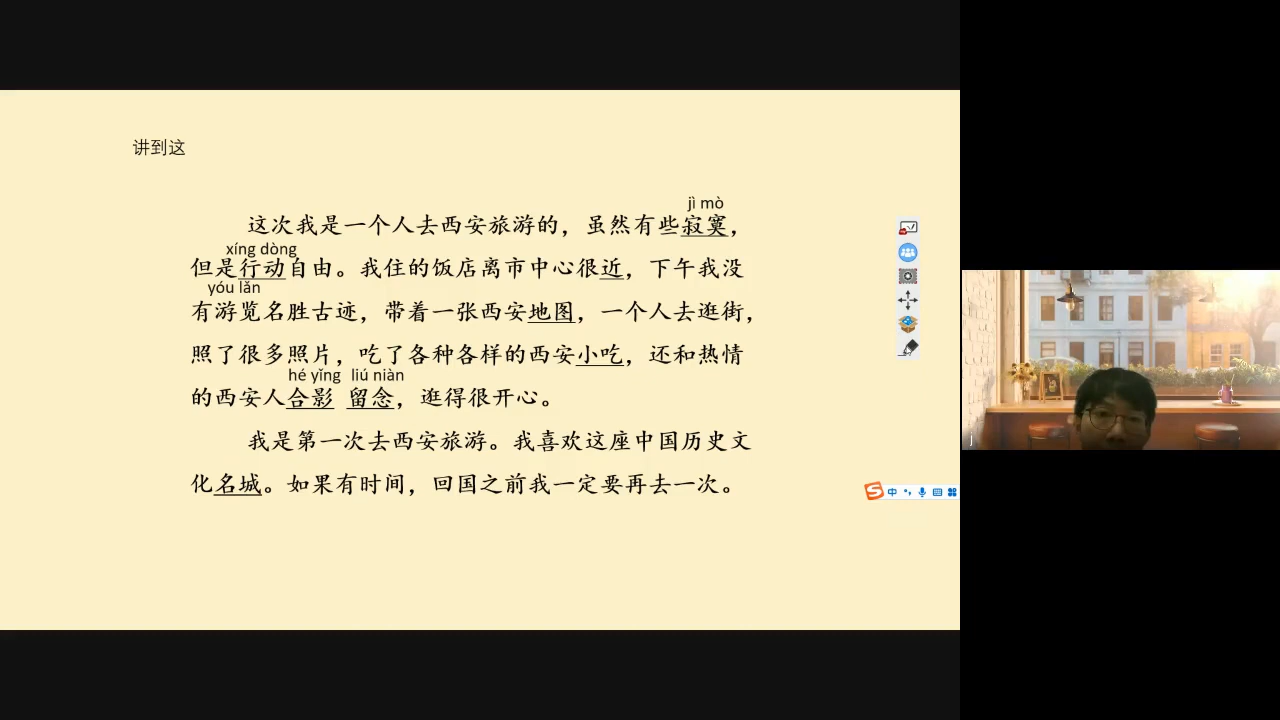 讲到这
jì mò
这次我是一个人去西安旅游的，虽然有些寂寞，
xíng dòng
但是行动自由。我住的饭店离市中心很近，下午我没
yóu lǎn
有游览名胜古迹，带着一张西安地图，一个人去逛街，
照了很多照片，吃了各种各样的西安小吃，还和热情
hé yǐng liú niàn
的西安人合影 留念，逛得很开心。
我是第一次去西安旅游。我喜欢这座中国历史文
化名城。如果有时间，回国之前我一定要再去一次。
S 中
j